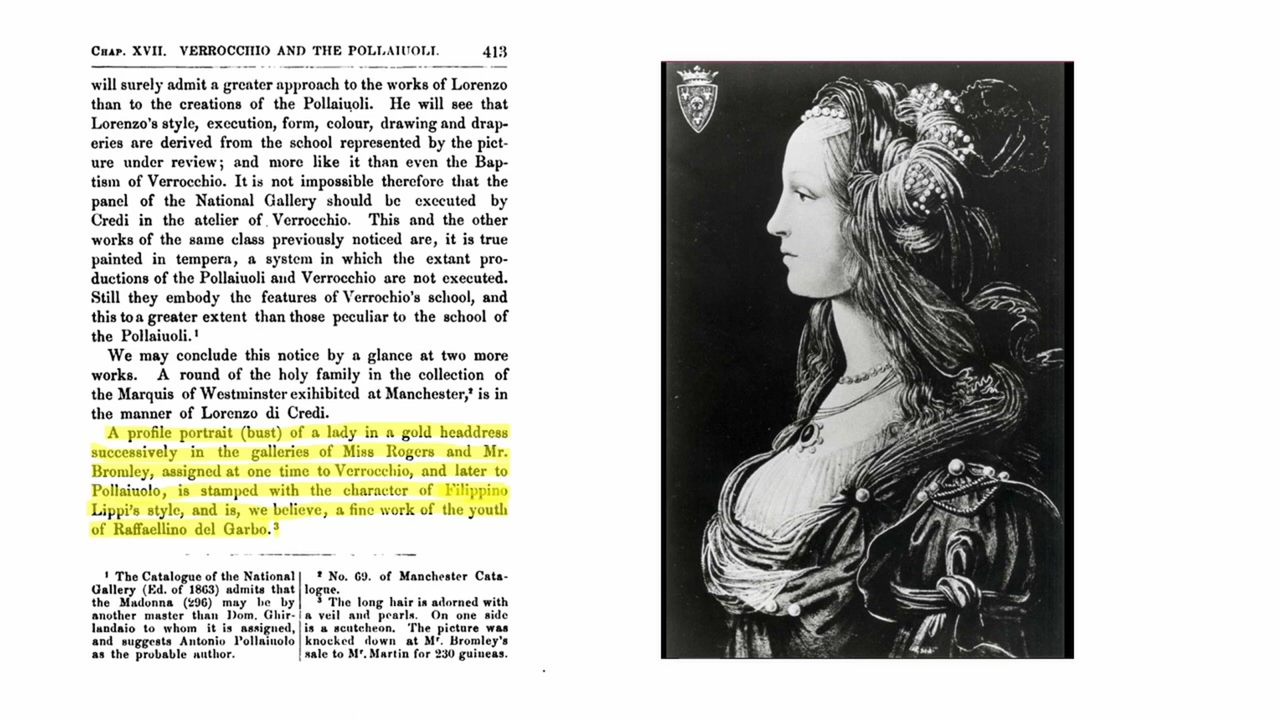 CHAP. XVII. VERROCCHIO AND THE POLLAIUOLI. 413
will surely admit a greater approach to the works of Lorenzo
than to the creations of the Pollaiuoli. He will see that
Lorenzo's style, execution, form, colour, drawing and drap-
eries are derived from the school represented by the pict-
ure under review; and more like it than even the Bap-
tism of Verrocchio. It is not impossible therefore that the
panel of the National Gallery should be executed by
Credi in the atelier of Verrocchio. This and the other
works of the same class previously noticed are, it is true
painted in tempera, a system in which the extant pro-
ductions of the Pollaiuoli and Verrocchio are not executed.
Still they embody the features of Verrochio's school, and
this to a greater extent than those peculiar to the school of
the Pollaiuoli.¹
We may conclude this notice by a glance at two more
works. A round of the holy family in the collection of
the Marquis of Westminster exhibited at Manchester,² is in
the manner of Lorenzo di Credi.
A profile portrait (bust) of a lady in a gold headdress
successively in the galleries of Miss Rogers and Mr.
Bromley, assigned at one time to Verrocchio, and later to
Pollaiuolo, is stamped with the character of Filippino
Lippi's style, and is, we believe, a fine work of the youth
of Raffaellino del Garbo.³
¹ The Catalogue of the National
Gallery (Ed. of 1863) admits that
the Madonna (296) may be by
another master than Dom. Ghir-
landaio to whom it is assigned,
and suggests Antonio Pollaiuolo
as the probable author.
² No. 69. of Manchester Cata-
logue.
³ The long hair is adorned with
a veil and pearls. On one side
is a scutcheon. The picture was
knocked down at Mr. Bromley's
sale to Mr. Martin for 230 guineas.